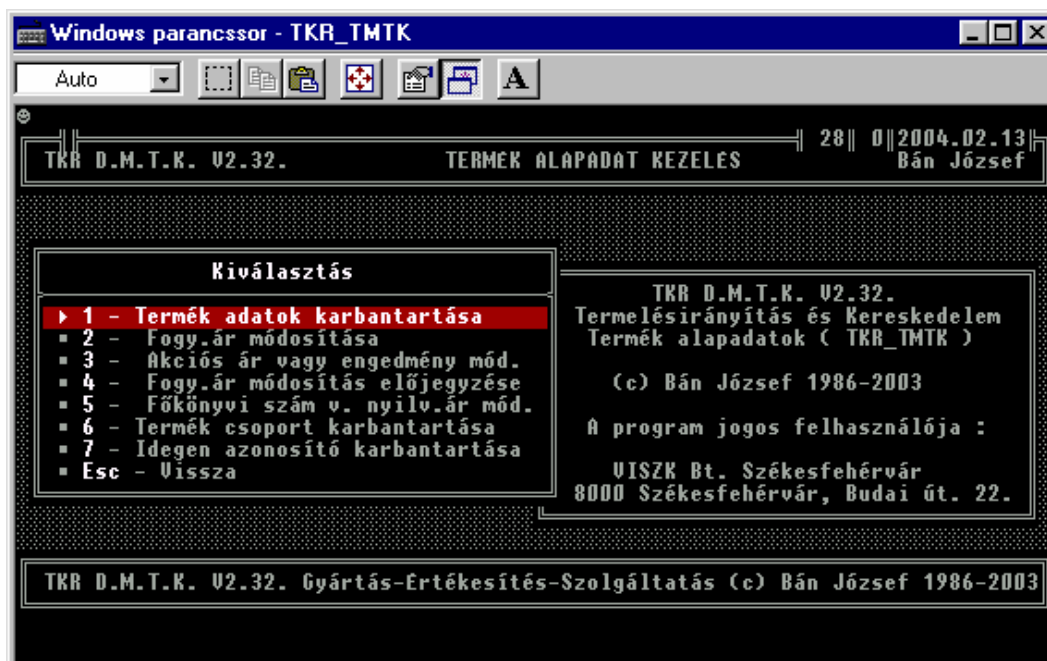 Windows parancssor - TKR_TMTK
Auto
A
28 0 2004.02.13
TKR D.M.T.K. V2.32. TERMÉK ALAPADAT KEZELÉS Bán József
Kiválasztás
1 - Termék adatok karbantartása
2 - Fogy.ár módosítása
3 - Akciós ár vagy engedmény mód.
4 - Fogy.ár módosítás előjegyzése
5 - Főkönyvi szám v. nyilv.ár mód.
6 - Termék csoport karbantartása
7 - Idegen azonosító karbantartása
Esc - Vissza
TKR D.M.T.K. V2.32.
Termelésirányítás és Kereskedelem
Termék alapadatok ( TKR_TMTK )
(c) Bán József 1986-2003
A program jogos felhasználója :
VISZK Bt. Székesfehérvár
8000 Székesfehérvár, Budai út. 22.
TKR D.M.T.K. V2.32. Gyártás-Értékesítés-Szolgáltatás (c) Bán József 1986-2003